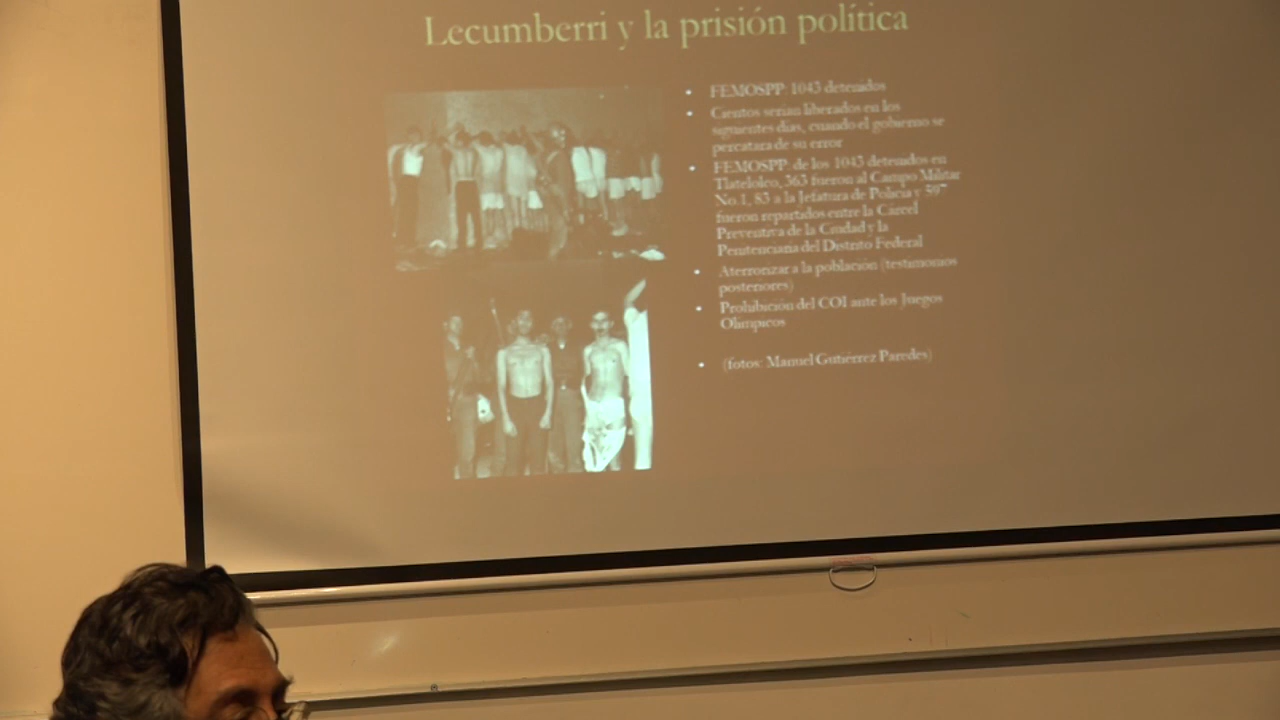 Lecumberri y la prisión política
• FEMOSPP: 1043 detenidos
• Cientos serían liberados en los
siguientes días, cuando el gobierno se
percatara de su error
• FEMOSPP: de los 1043 detenidos en
Tlatelolco, 363 fueron al Campo Militar
No.1, 83 a la Jefatura de Policía y 597
fueron repartidos entre la Cárcel
Preventiva de la Ciudad y la
Penitenciaría del Distrito Federal
• Aterrorizar a la población (testimonios
posteriores)
• Prohibición del COI ante los Juegos
Olímpicos
• (fotos: Manuel Gutiérrez Paredes)